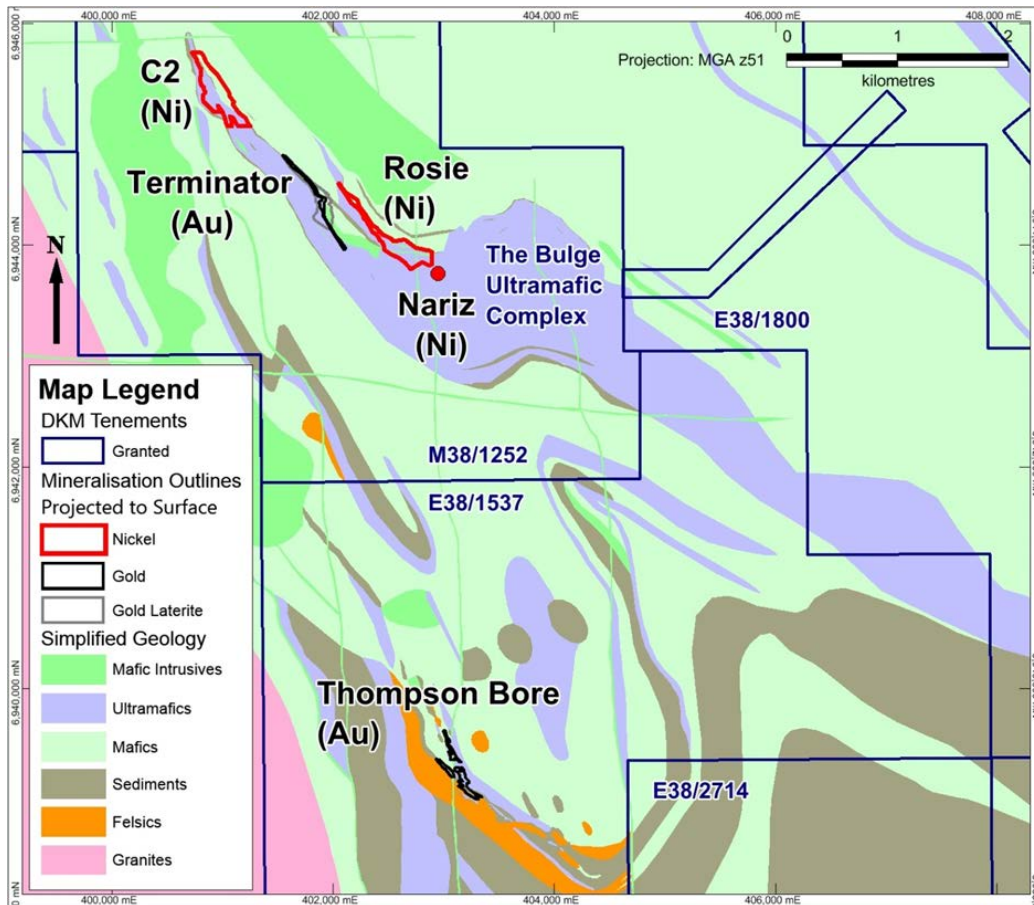 400,000 mE
402,000 mE
404,000 mE
406,000 mE
408,000 mE
6,946,000 mN
0
1
2
Projection: MGA z51
kilometres
C2
(Ni)
Terminator
(Au)
Rosie
(Ni)
N
6,944,000 mN
The Bulge
Ultramafic
Complex
Nariz
(Ni)
E38/1800
Map Legend
DKM Tenements
Granted
Mineralisation Outlines
Projected to Surface
Nickel
Gold
Gold Laterite
Simplified Geology
Mafic Intrusives
Ultramafics
Mafics
Sediments
Felsics
Granites
M38/1252
6,942,000 mN
E38/1537
6,940,000 mN
Thompson Bore
(Au)
E38/2714
400,000 mE
402,000 mE
404,000 mE
406,000 mE